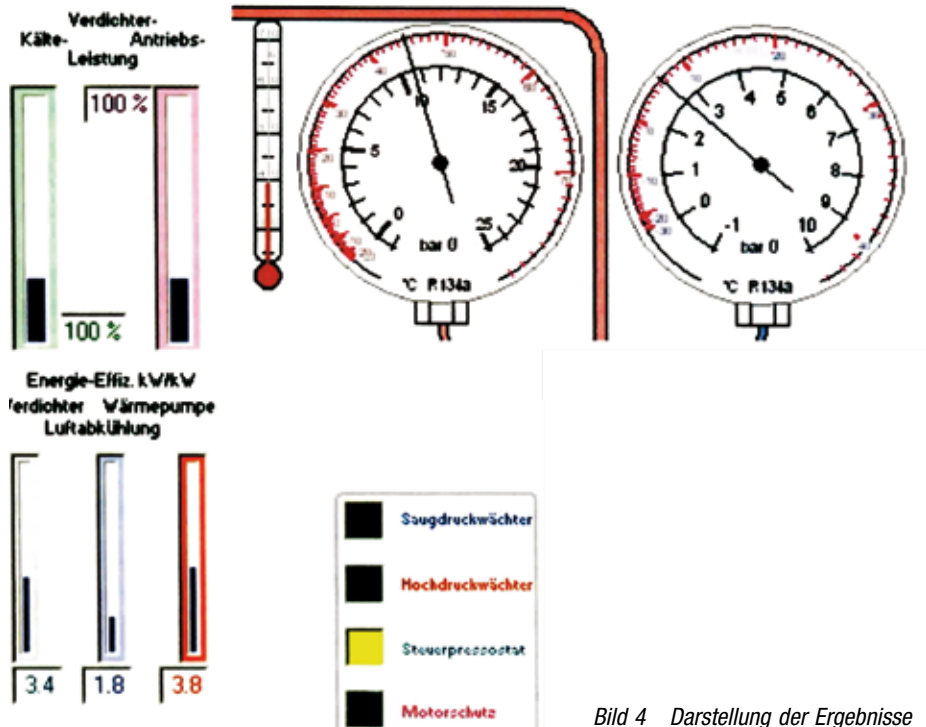 Verdichter-
Kälte- Antriebs-
Leistung
100 %
100 %
Energie-Effiz. kW/kW
Verdichter Wärmepumpe
Luftabkühlung
3.4 1.8 3.8
0 5 10 15 20 25
bar Ü
°C R134a
-1 0 1 2 3 4 5 6 7 8 9 10
bar Ü
°C R134a
Saugdruckwächter
Hochdruckwächter
Steuerpressostat
Motorschutz
Bild 4 Darstellung der Ergebnisse